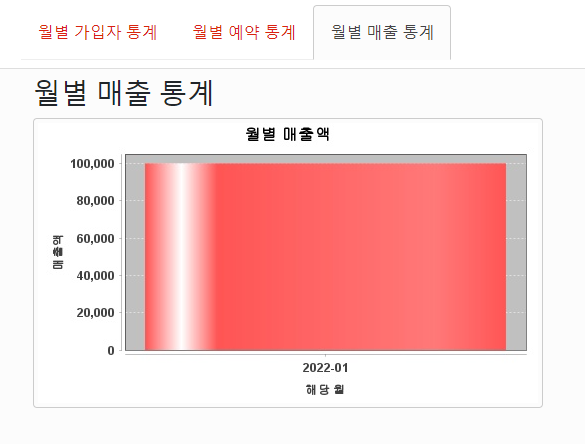 월별 가입자 통계 월별 예약 통계 월별 매출 통계
월별 매출 통계
월별 매출액
100,000
80,000
60,000
40,000
20,000
0
매출액
2022-01
해당 월